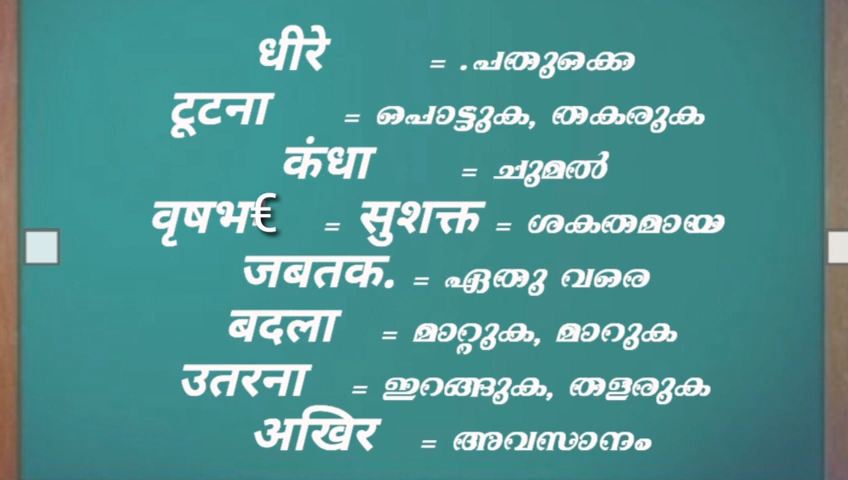 धीरे = .പതുക്കെ
टूटना = പൊട്ടുക, തകരുക
कंधा = ചുമൽ
वृषभ€ = सुशक्त = ശക്തമായ
जबतक. = ഏതു വരെ
बदला = മാറ്റുക, മാറുക
उतरना = ഇറങ്ങുക, തളരുക
अखिर = അവസാനം